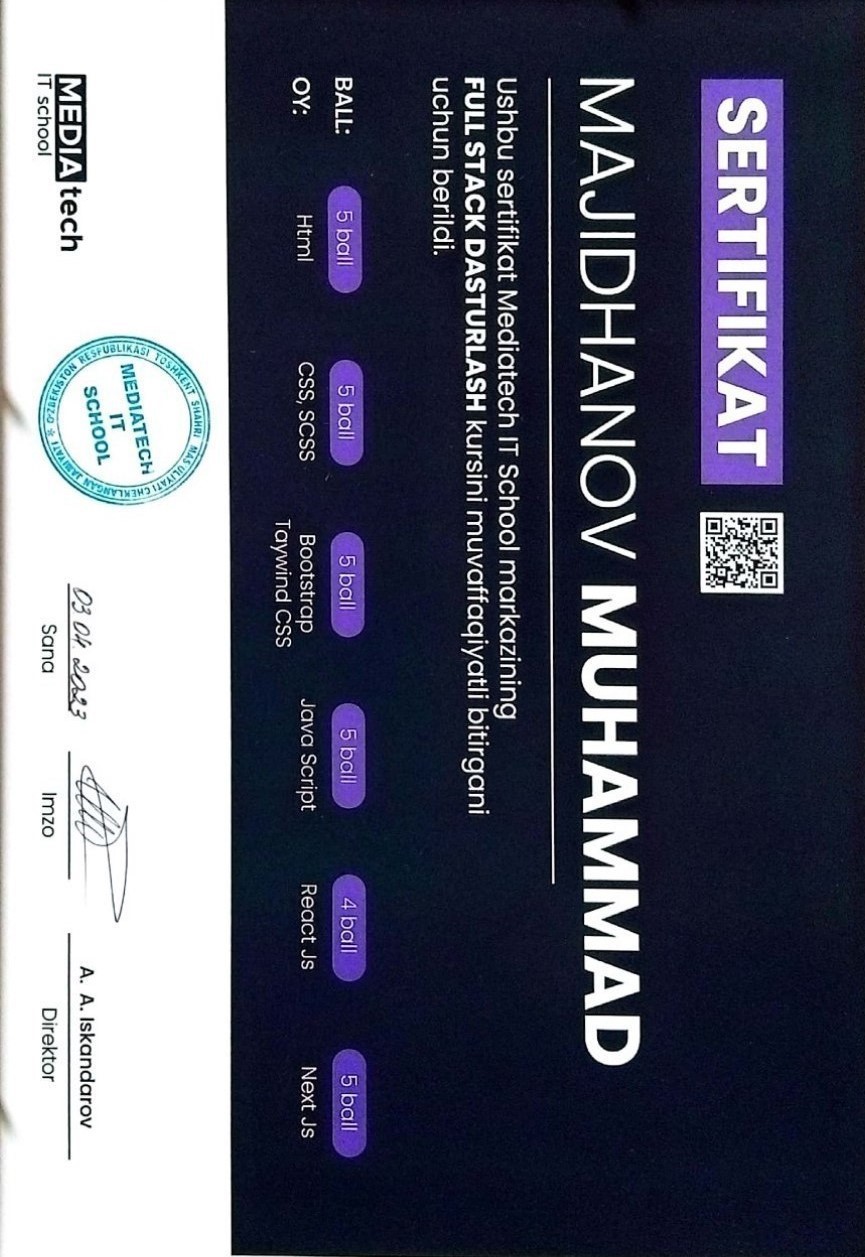 SERTIFIKAT
MAJIDHANOV MUHAMMAD
Ushbu sertifikat Mediatech IT School markazining
FULL STACK DASTURLASH kursini muvaffaqiyatli bitirgani
uchun berildi.
BALL: 5 ball 5 ball 5 ball 5 ball 4 ball 5 ball
OY: Html CSS, SCSS Bootstrap Java Script React Js Next Js
Taywind CSS
MEDIA tech
IT school
O'ZBEKISTON RESPUBLIKASI TOSHKENT SHAHRI MAS'ULIYATI CHEKLANGAN JAMIYATI
MEDIATECH
IT
SCHOOL
03.04.2023
Sana
Imzo
A. A. Iskandarov
Direktor